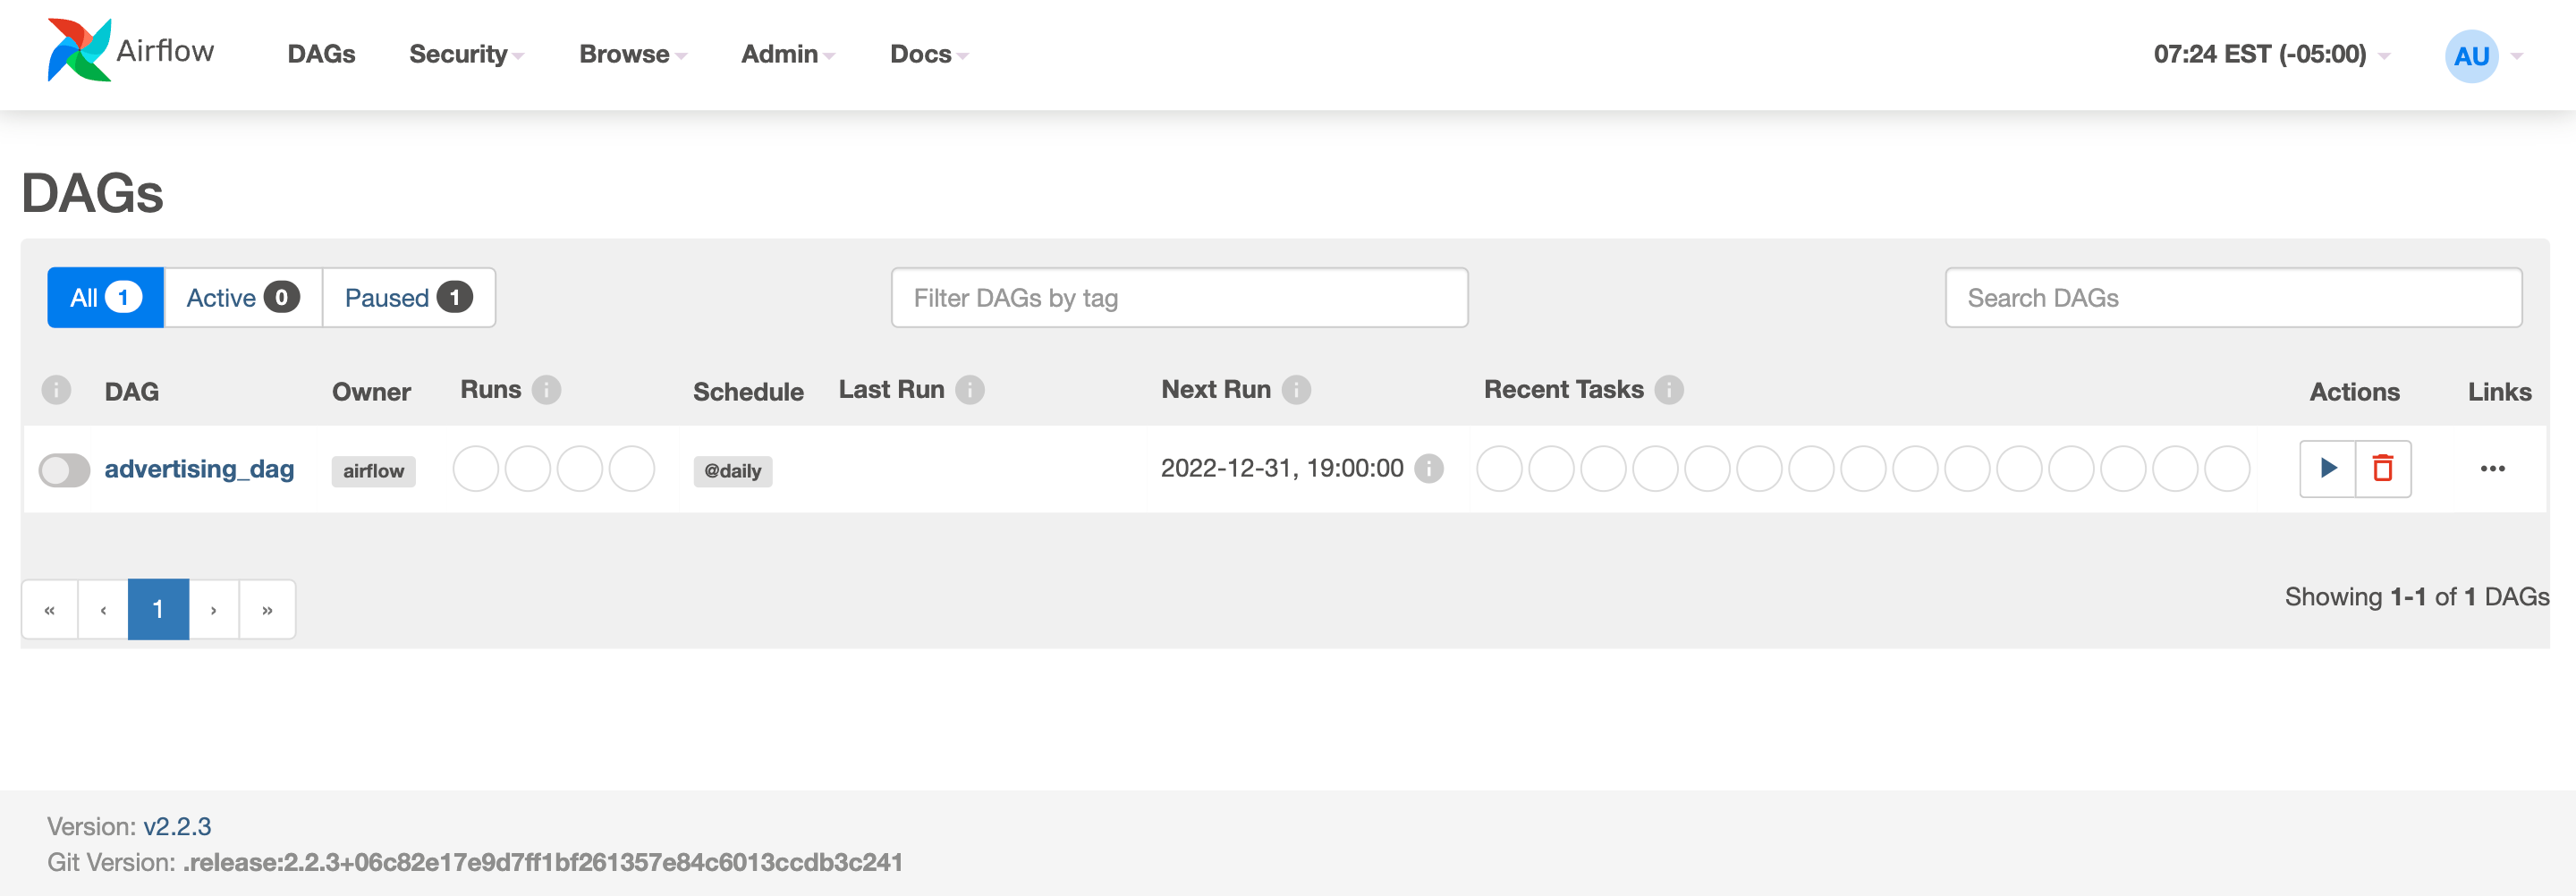 Airflow DAGs Security Browse Admin Docs 07:24 EST (-05:00) AU
DAGs
All 1 Active 0 Paused 1 Filter DAGs by tag Search DAGs
i DAG Owner Runs i Schedule Last Run i Next Run i Recent Tasks i Actions Links
advertising_dag airflow @daily 2022-12-31, 19:00:00 i ...
« ‹ 1 › » Showing 1-1 of 1 DAGs
Version: v2.2.3
Git Version: .release:2.2.3+06c82e17e9d7ff1bf261357e84c6013ccdb3c241